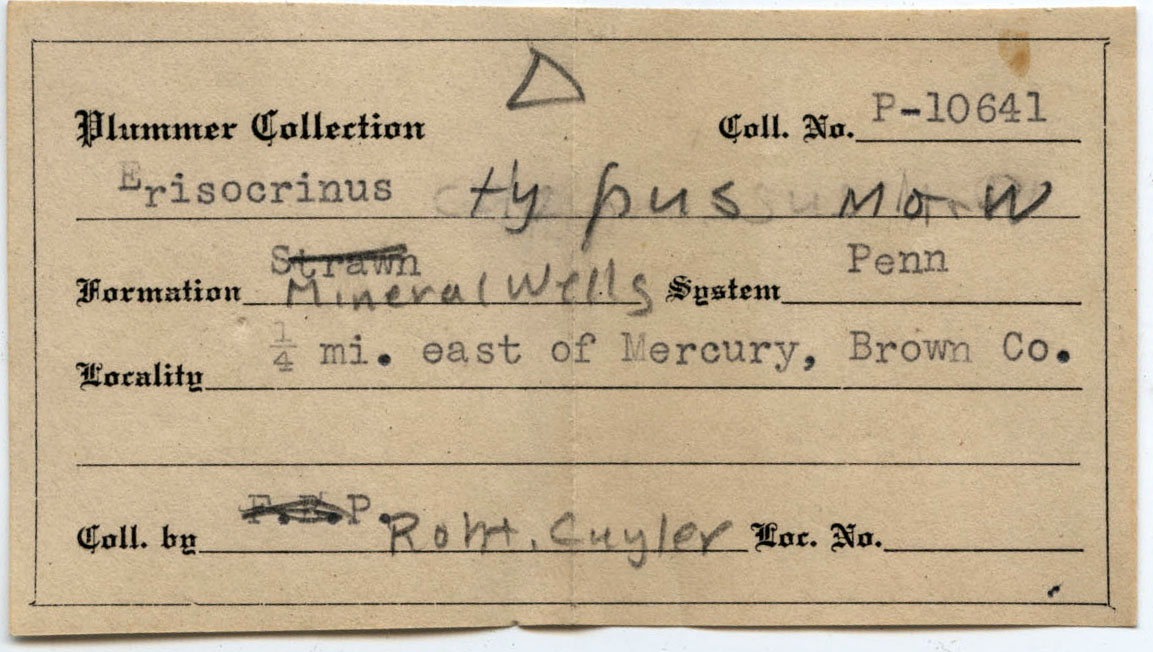 Plummer Collection Coll. No. P-10641
Erisocrinus typus M & W
Formation Strawn Mineral Wells System Penn
Locality ¼ mi. east of Mercury, Brown Co.
Coll. by F.B.P. Robt. Cuyler Loc. No.